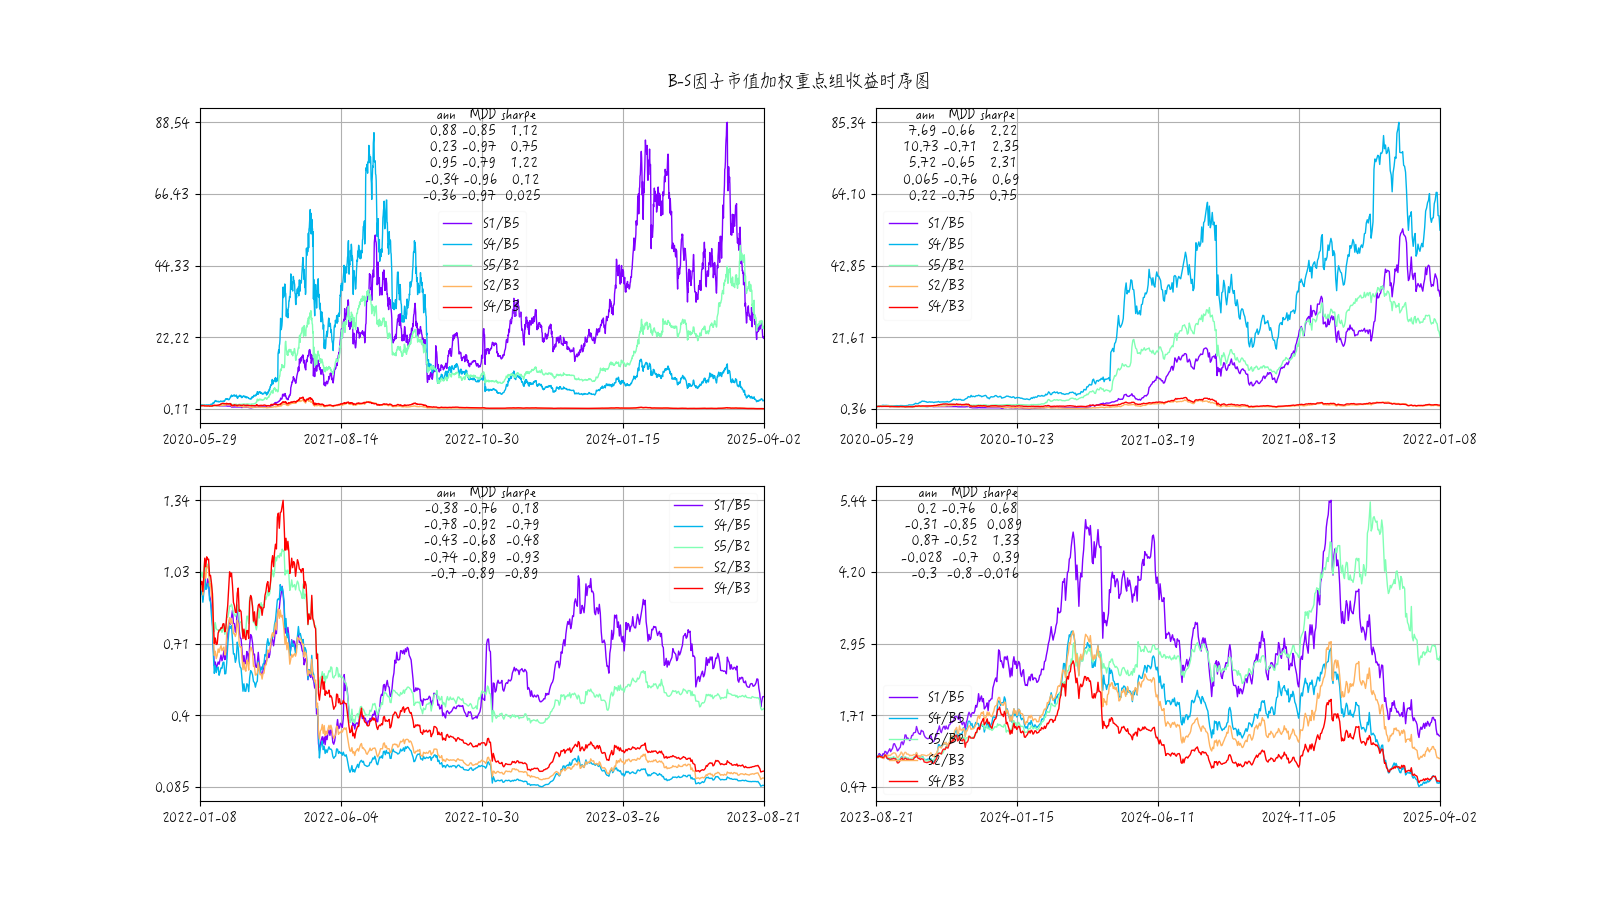 B-S因子市值加权重点组收益时序图
ann MDD sharpe
0.88 -0.85 1.12
0.23 -0.97 0.75
0.95 -0.79 1.22
-0.34 -0.96 0.12
-0.36 -0.97 0.025
S1/B5
S4/B5
S5/B2
S2/B3
S4/B3
88.54
66.43
44.33
22.22
0.11
2020-05-29 2021-08-14 2022-10-30 2024-01-15 2025-04-02
ann MDD sharpe
7.69 -0.66 2.22
10.73 -0.71 2.35
5.72 -0.65 2.31
0.065 -0.76 0.69
0.22 -0.75 0.75
S1/B5
S4/B5
S5/B2
S2/B3
S4/B3
85.34
64.10
42.85
21.61
0.36
2020-05-29 2020-10-23 2021-03-19 2021-08-13 2022-01-08
ann MDD sharpe
-0.38 -0.76 0.18
-0.78 -0.92 -0.79
-0.43 -0.68 -0.48
-0.74 -0.89 -0.93
-0.7 -0.89 -0.89
S1/B5
S4/B5
S5/B2
S2/B3
S4/B3
1.34
1.03
0.71
0.4
0.085
2022-01-08 2022-06-04 2022-10-30 2023-03-26 2023-08-21
ann MDD sharpe
0.2 -0.76 0.68
-0.31 -0.85 0.089
0.87 -0.52 1.33
-0.028 -0.7 0.39
-0.3 -0.8 -0.016
S1/B5
S4/B5
S5/B2
S2/B3
S4/B3
5.44
4.20
2.95
1.71
0.47
2023-08-21 2024-01-15 2024-06-11 2024-11-05 2025-04-02